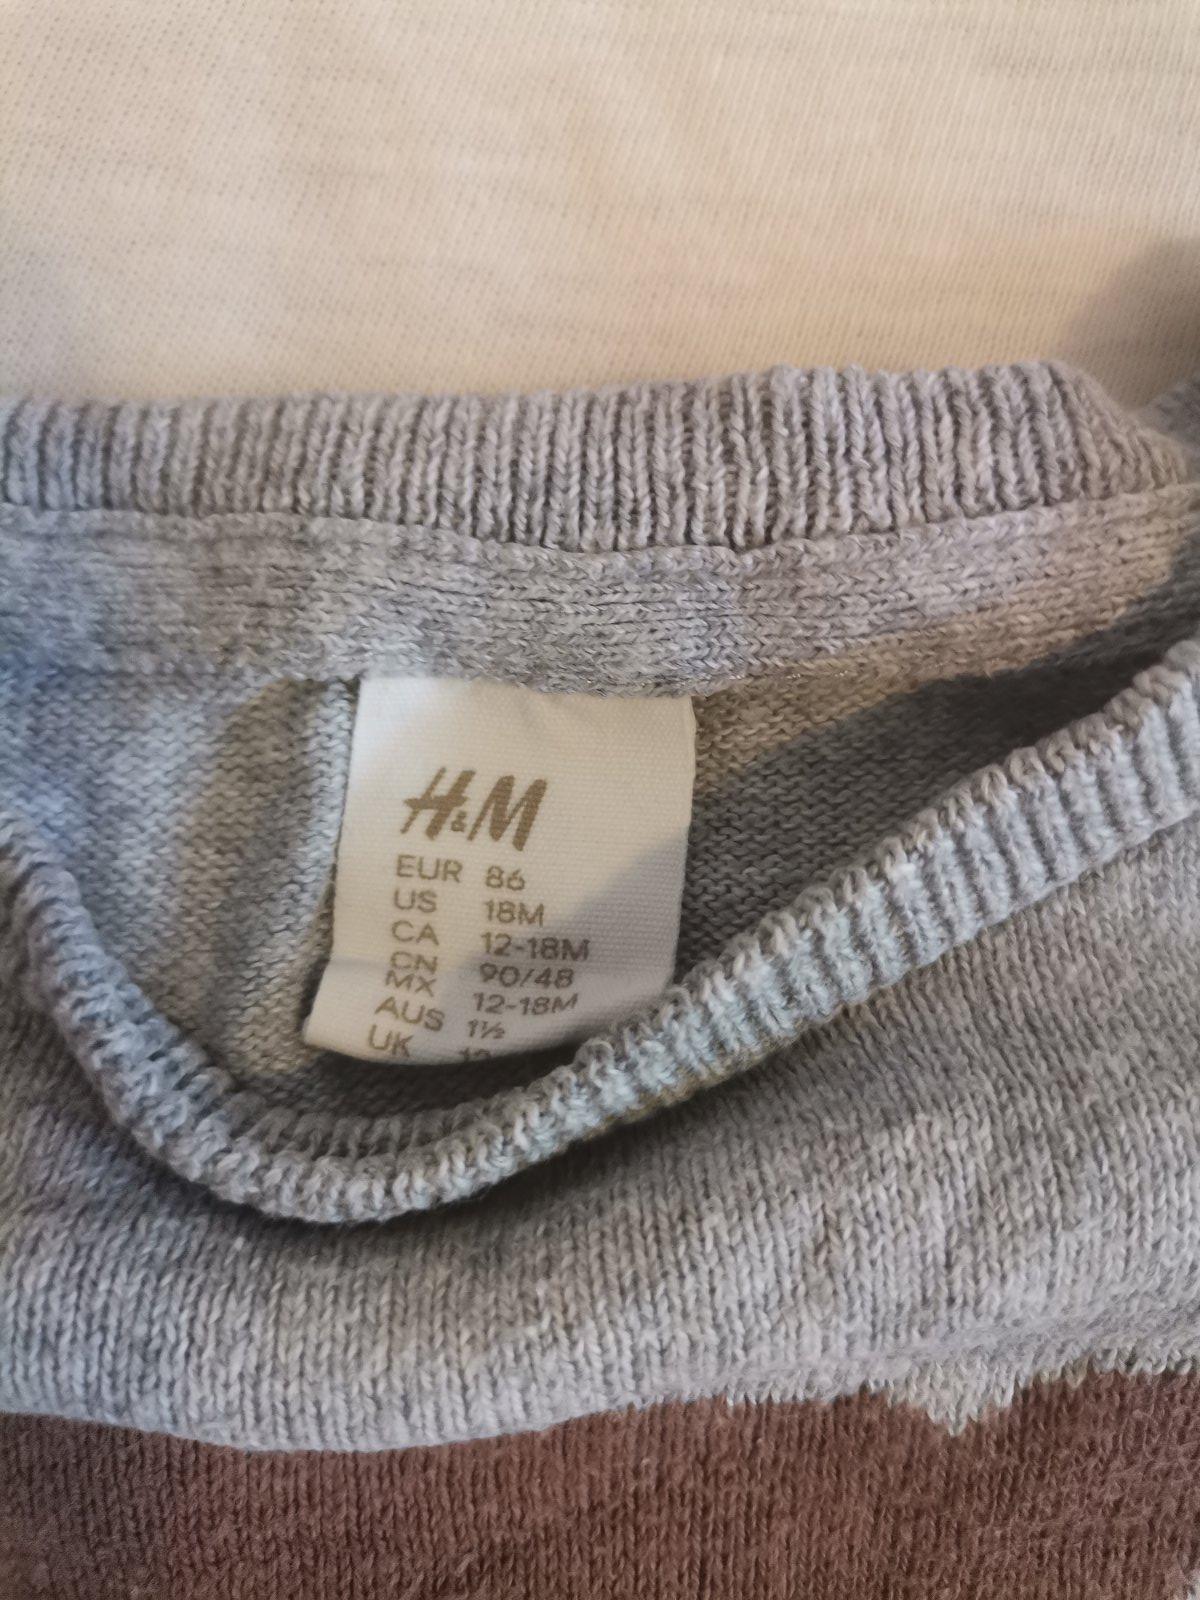 H&M
EUR 86
US 18M
CA 12-18M
CN 90/48
MX 12-18M
AUS 1½
UK